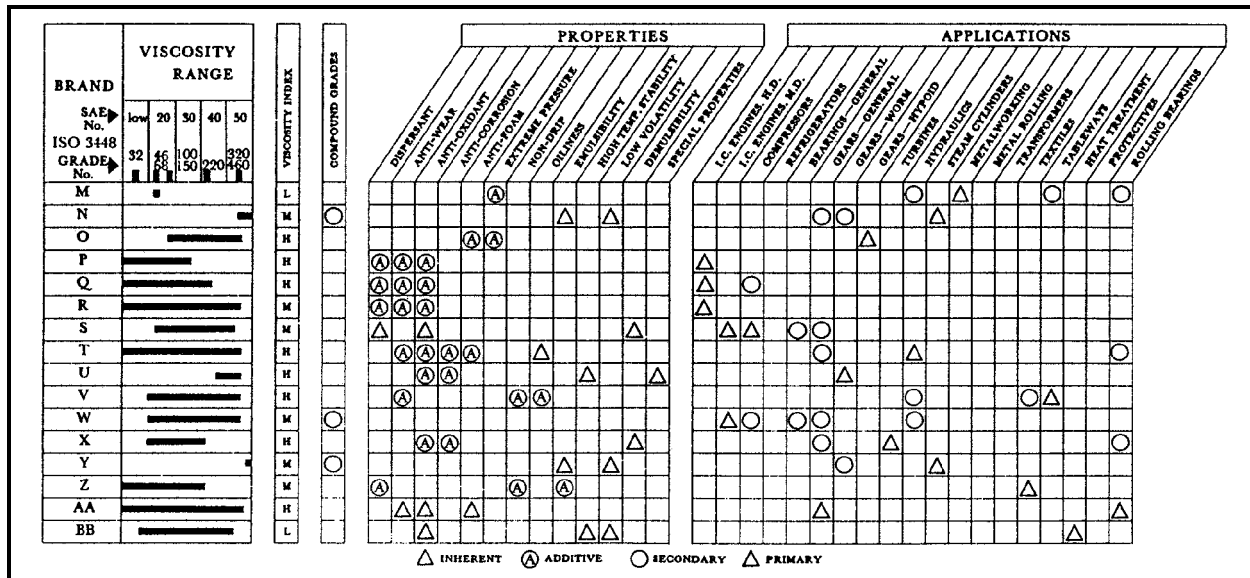 PROPERTIES
APPLICATIONS
VISCOSITY
RANGE
BRAND
SAE
No.
low 20 30 40 50
ISO 3448
GRADE
No.
32 46 68 100 150 220 320 460
VISCOSITY INDEX
COMPOUND GRADES
DISPERSANT
ANTI-WEAR
ANTI-OXIDANT
ANTI-CORROSION
ANTI-FOAM
EXTREME PRESSURE
NON-DRIP
OILINESS
EMULSIBILITY
HIGH TEMP. STABILITY
LOW VOLATILITY
DEMULSIBILITY
SPECIAL PROPERTIES
I.C. ENGINES, H.D.
I.C. ENGINES, M.D.
COMPRESSORS
REFRIGERATORS
BEARINGS—GENERAL
GEARS—GENERAL
GEARS—WORM
GEARS—HYPOID
TURBINES
HYDRAULICS
STEAM CYLINDERS
METALWORKING
METAL ROLLING
TRANSFORMERS
TEXTILES
TABLEWAYS
HEAT TREATMENT
PROTECTIVES
ROLLING BEARINGS
M L A
N M
O H A A
P H A A A
Q H A A A
R M A A A
S M
T H A A A A
U H A A
V H A A A
W M
X H A A
Y M
Z M A A A
AA H
BB L
INHERENT A ADDITIVE SECONDARY PRIMARY